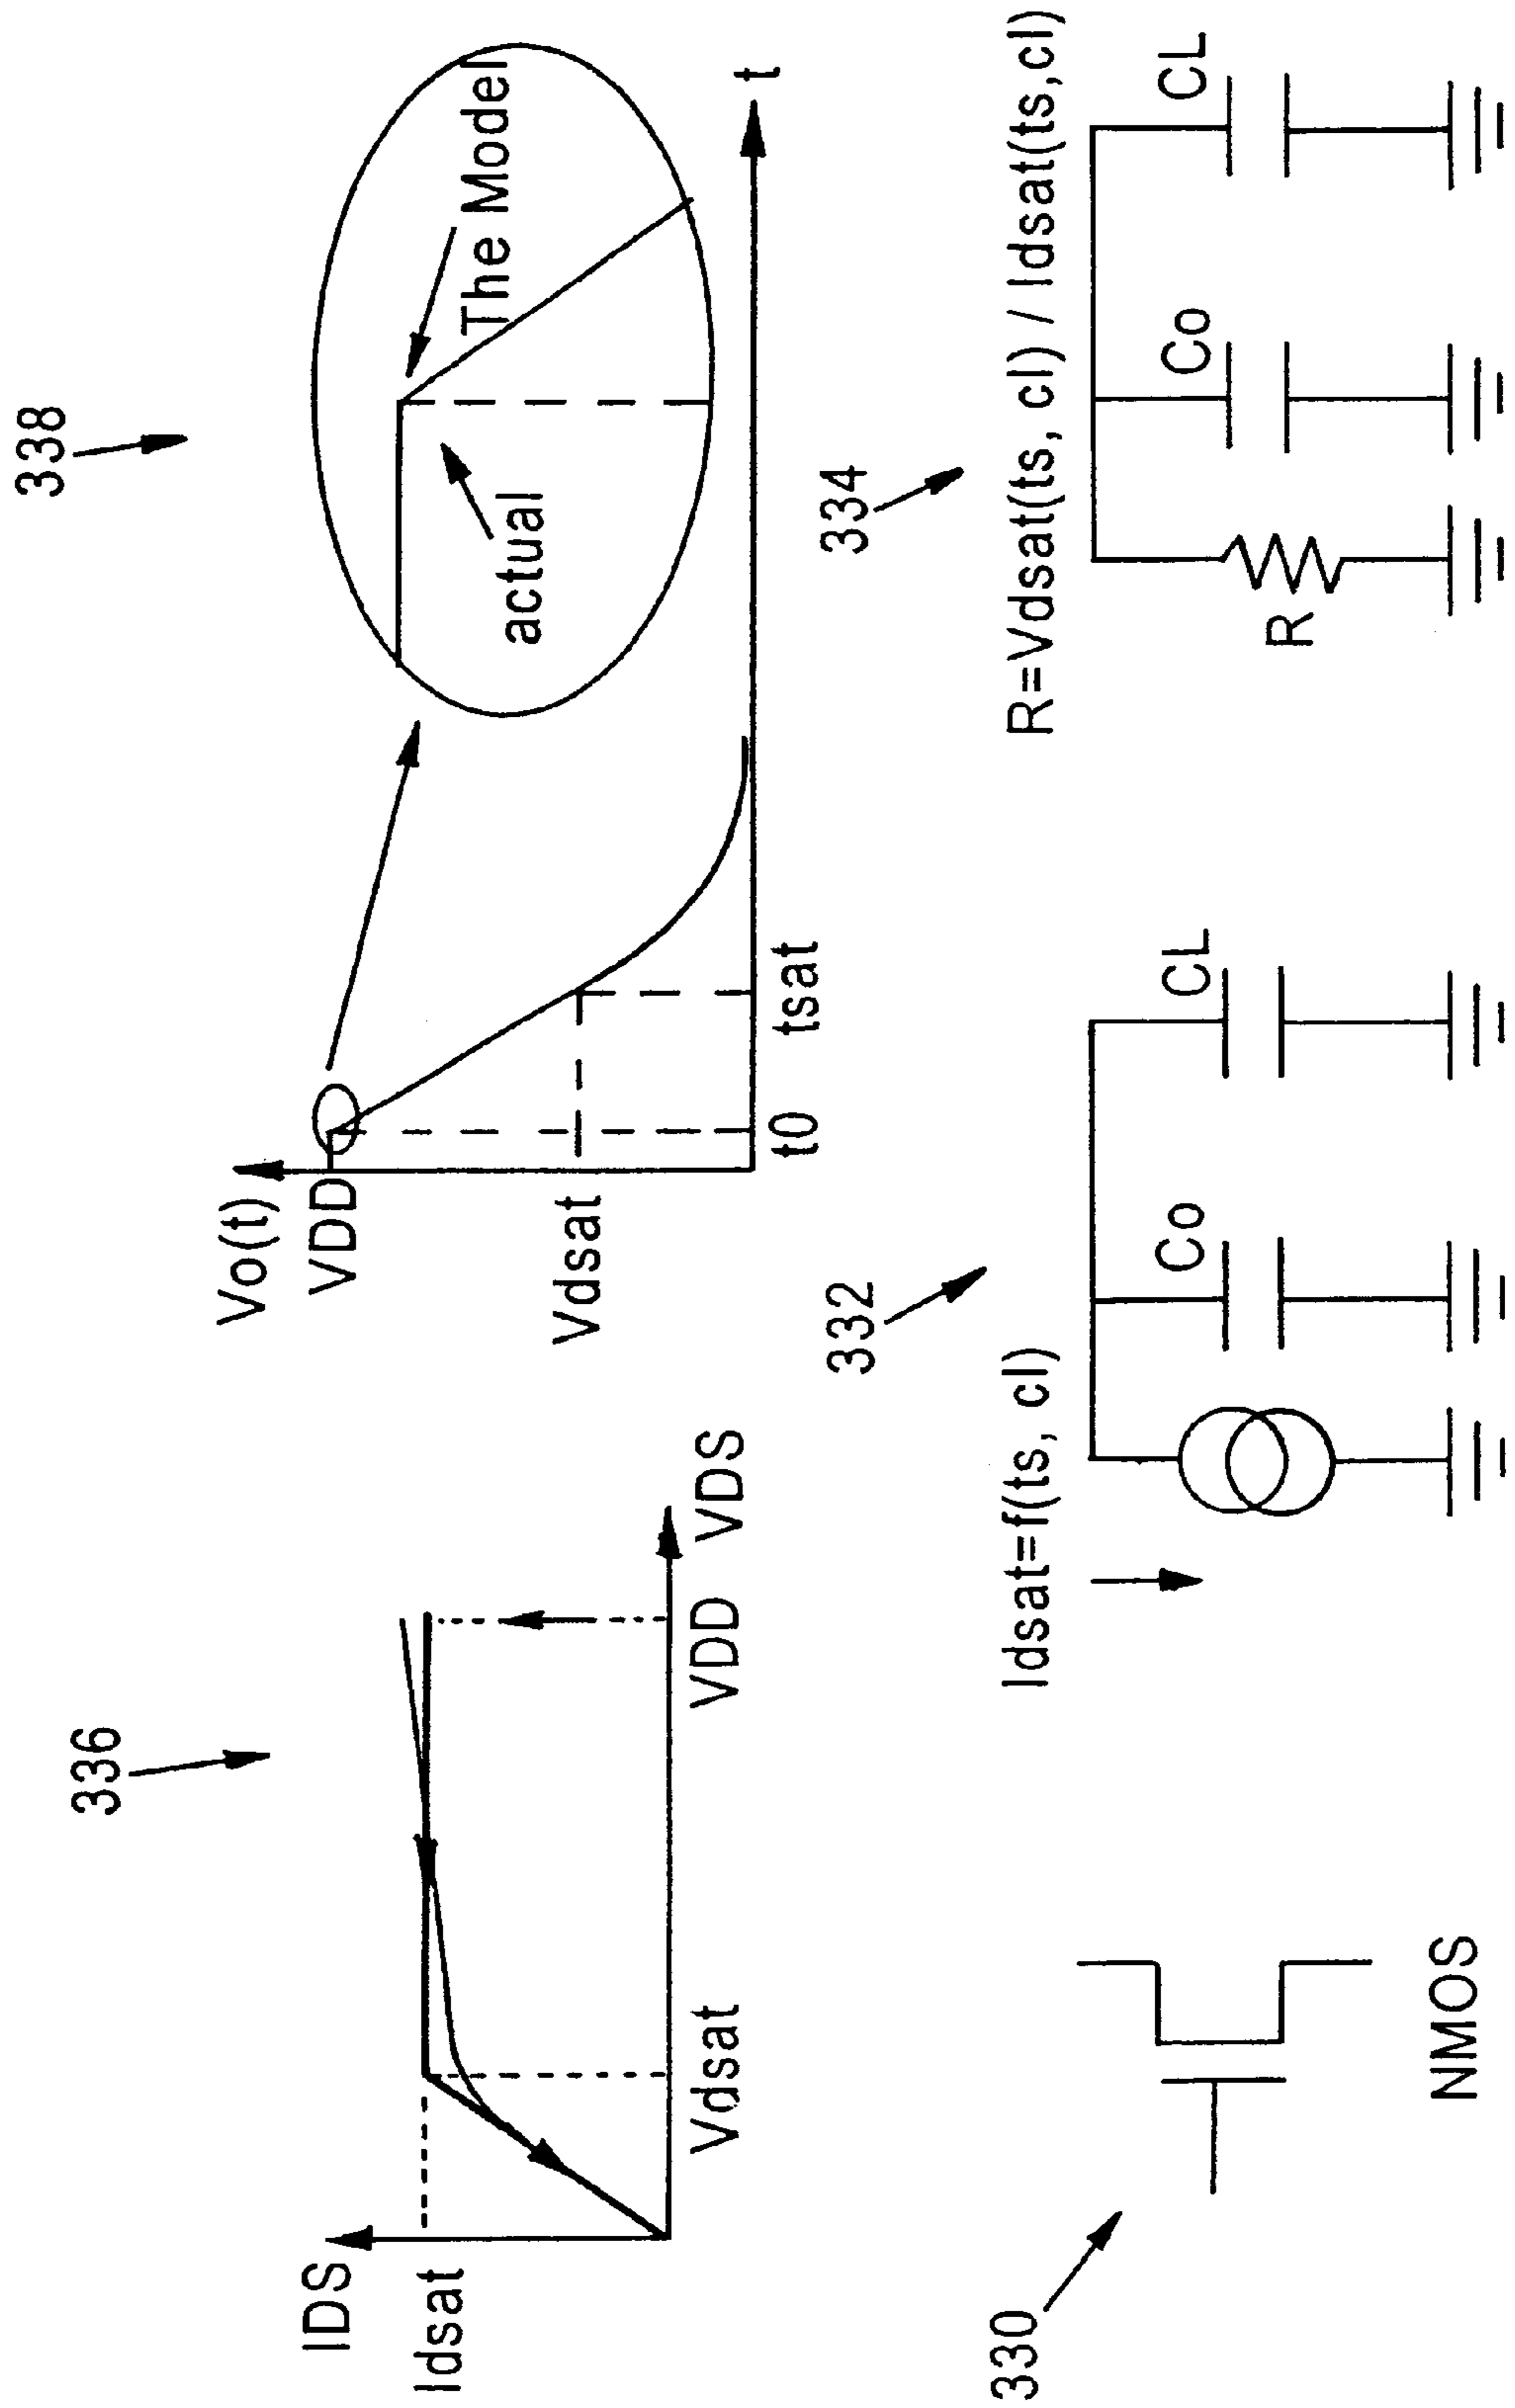 336
IDS
Idsat
Vdsat
VDD
VDS
338
Vo(t)
VDD
Vdsat
t0
tsat
t
actual
The Model
330
NMOS
332
Idsat=f(ts, cl)
Co
CL
334
R=Vdsat(ts, cl) / Idsat(ts,cl)
R
Co
CL